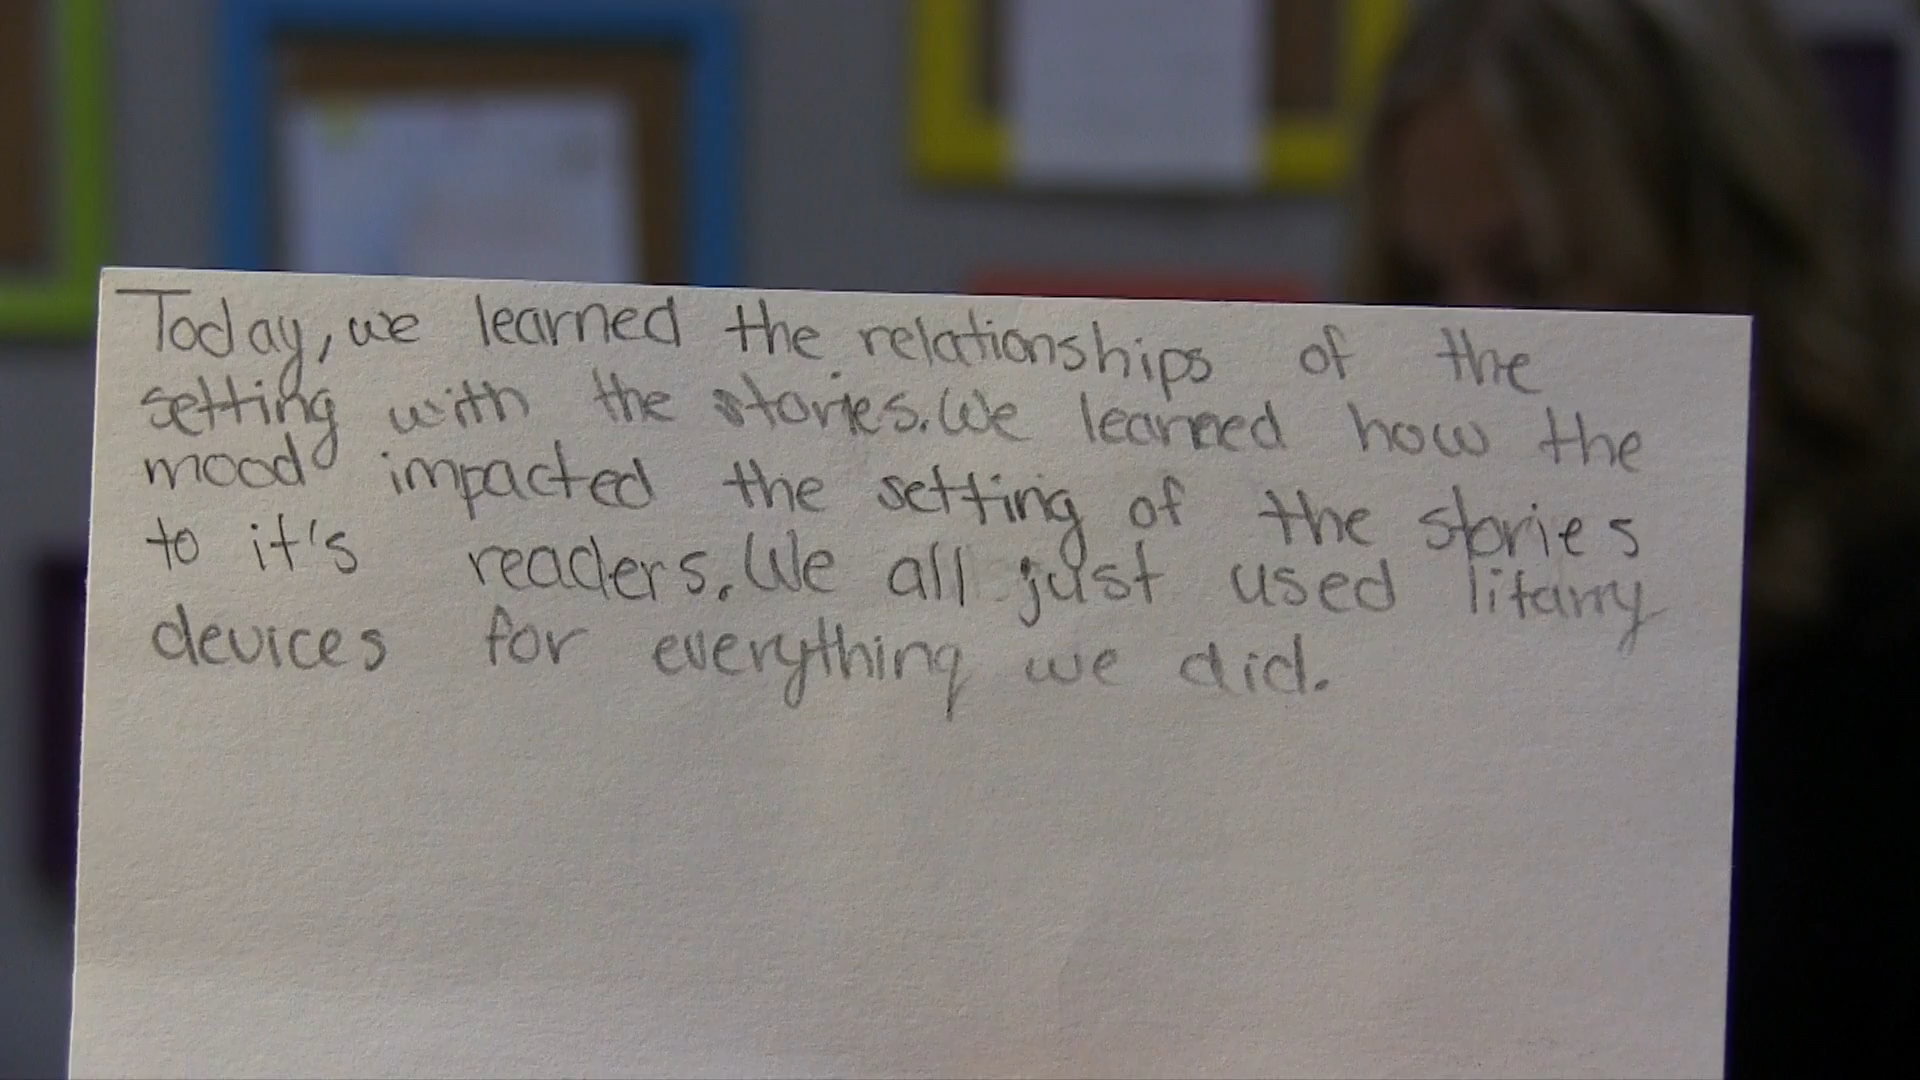 Today, we learned the relationships of the
setting with the stories. We learned how the
mood impacted the setting of the stories
to it's readers. We all just used litarry
devices for everything we did.